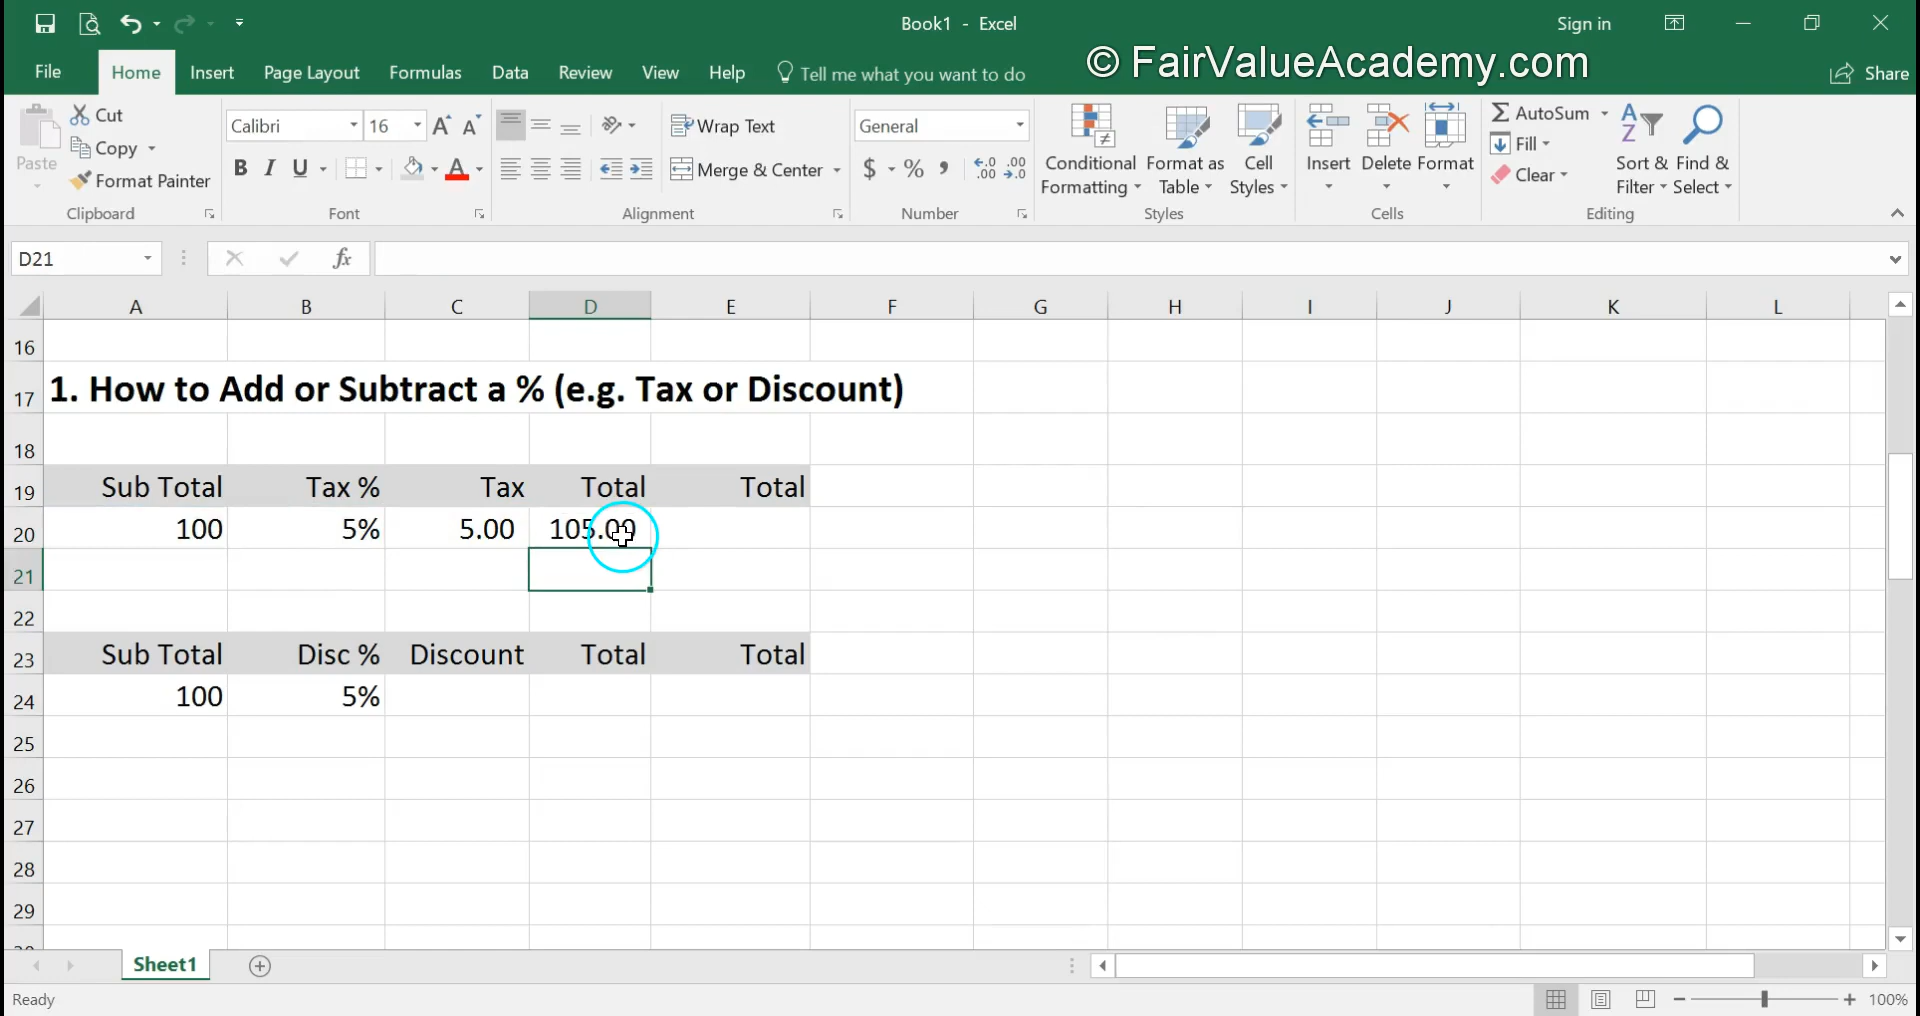 Book1 - Excel
Sign in
© FairValueAcademy.com
File Home Insert Page Layout Formulas Data Review View Help Tell me what you want to do Share
Paste
Cut
Copy
Format Painter
Clipboard
Calibri 16
B I U
Font
Wrap Text
Merge & Center
Alignment
General
$ % ,
Number
Conditional Formatting
Format as Table
Cell Styles
Styles
Insert Delete Format
Cells
AutoSum
Fill
Clear
Sort & Filter
Find & Select
Editing
D21 fx
A B C D E F G H I J K L
16
17 1. How to Add or Subtract a % (e.g. Tax or Discount)
18
19 Sub Total Tax % Tax Total Total
20 100 5% 5.00 105.00
21
22
23 Sub Total Disc % Discount Total Total
24 100 5%
25
26
27
28
29
Sheet1
Ready 100%